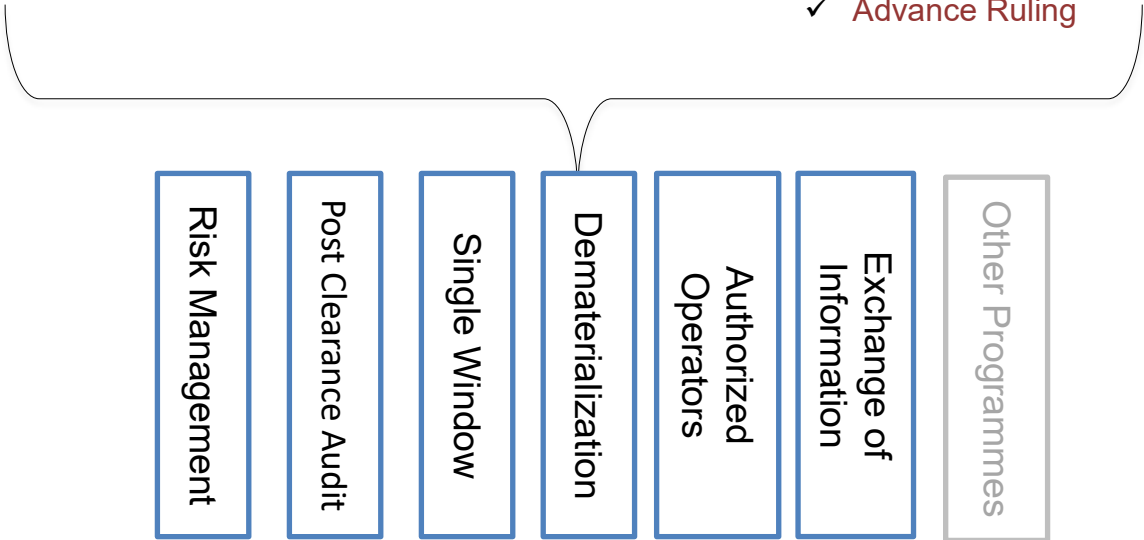 ✓ Advance Ruling
Risk Management
Post Clearance Audit
Single Window
Dematerialization
Authorized
Operators
Exchange of
Information
Other Programmes